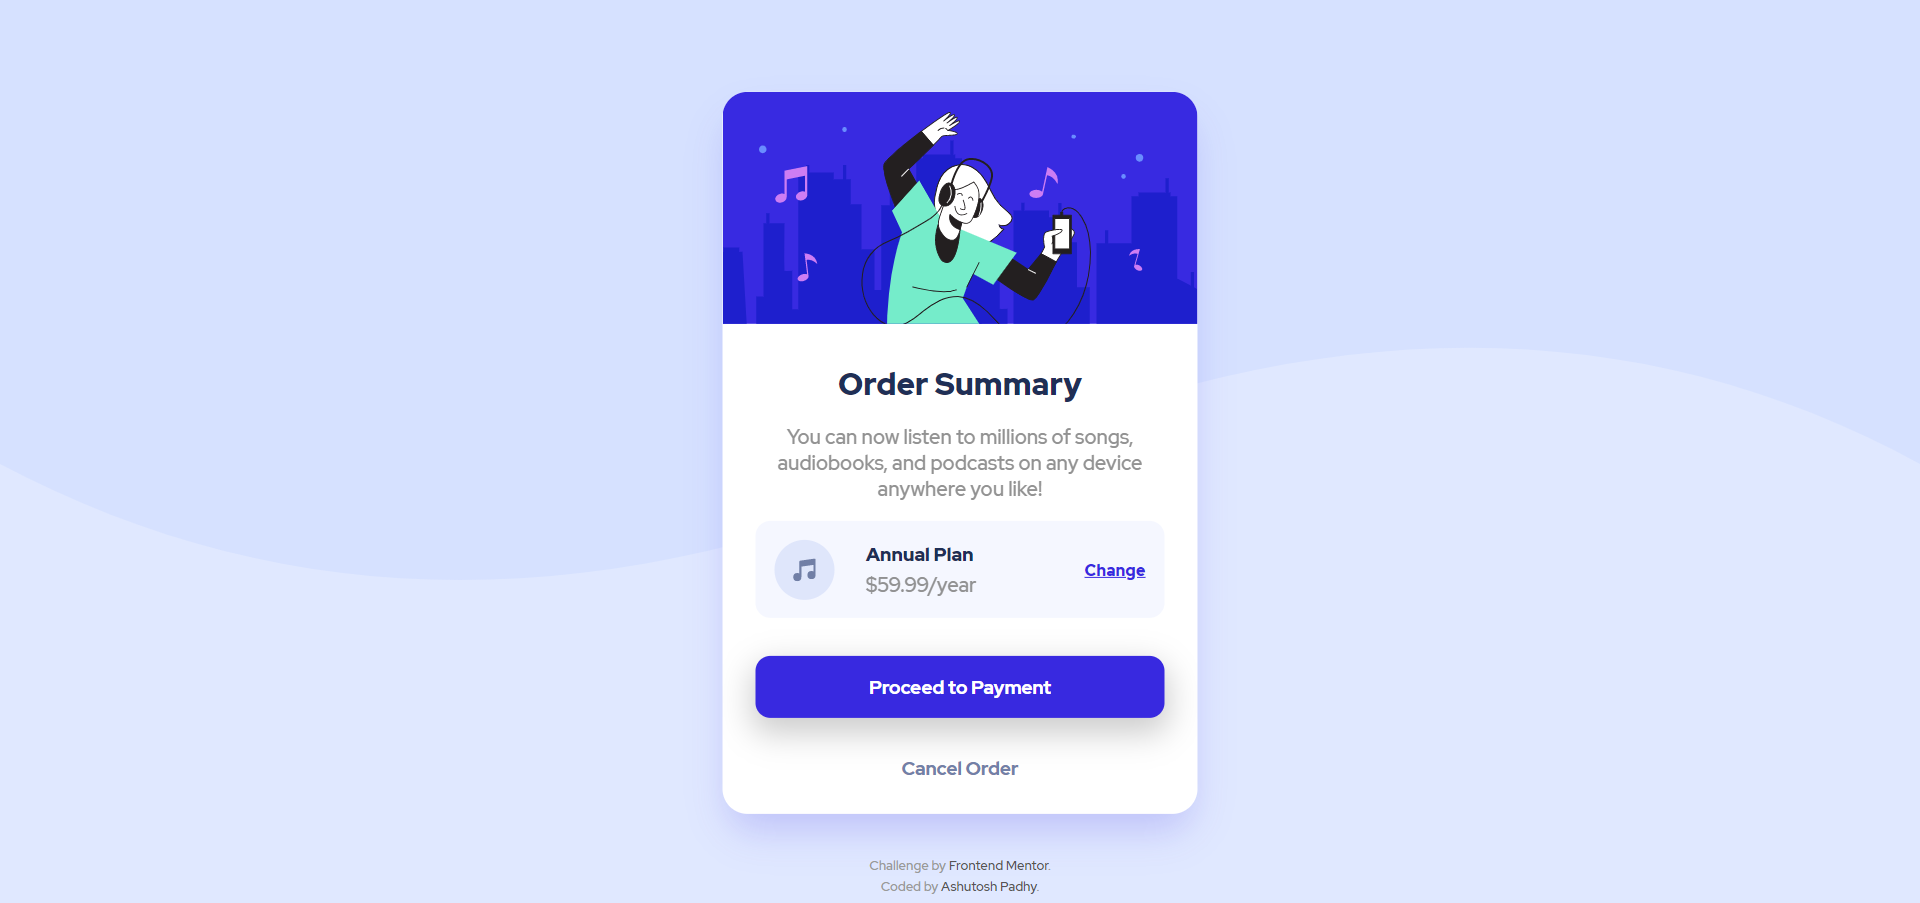 Order Summary
You can now listen to millions of songs,
audiobooks, and podcasts on any device
anywhere you like!
Annual Plan
$59.99/year
Change
Proceed to Payment
Cancel Order
Challenge by Frontend Mentor.
Coded by Ashutosh Padhy.